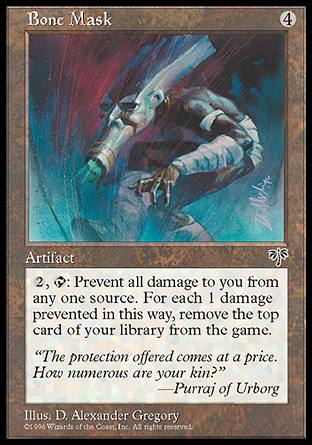 Bone Mask 4
Artifact
2, : Prevent all damage to you from
any one source. For each 1 damage
prevented in this way, remove the top
card of your library from the game.
“The protection offered comes at a price.
How numerous are your kin?”
—Purraj of Urborg
Illus. D. Alexander Gregory
©1996 Wizards of the Coast, Inc. All rights reserved.